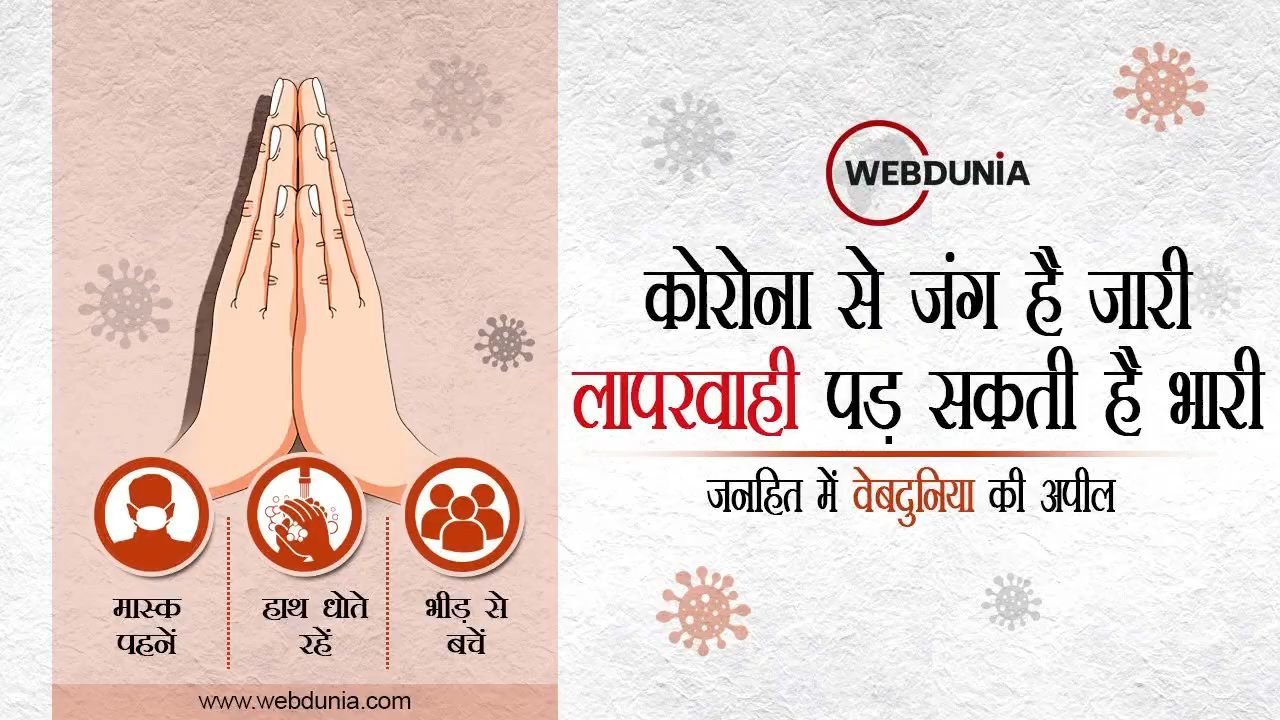 मास्क
पहनें
हाथ धोते
रहें
भीड़ से
बचें
www.webdunia.com
WEBDUNIA
कोरोना से जंग है जारी
लापरवाही पड़ सकती है भारी
जनहित में वेबदुनिया की अपील